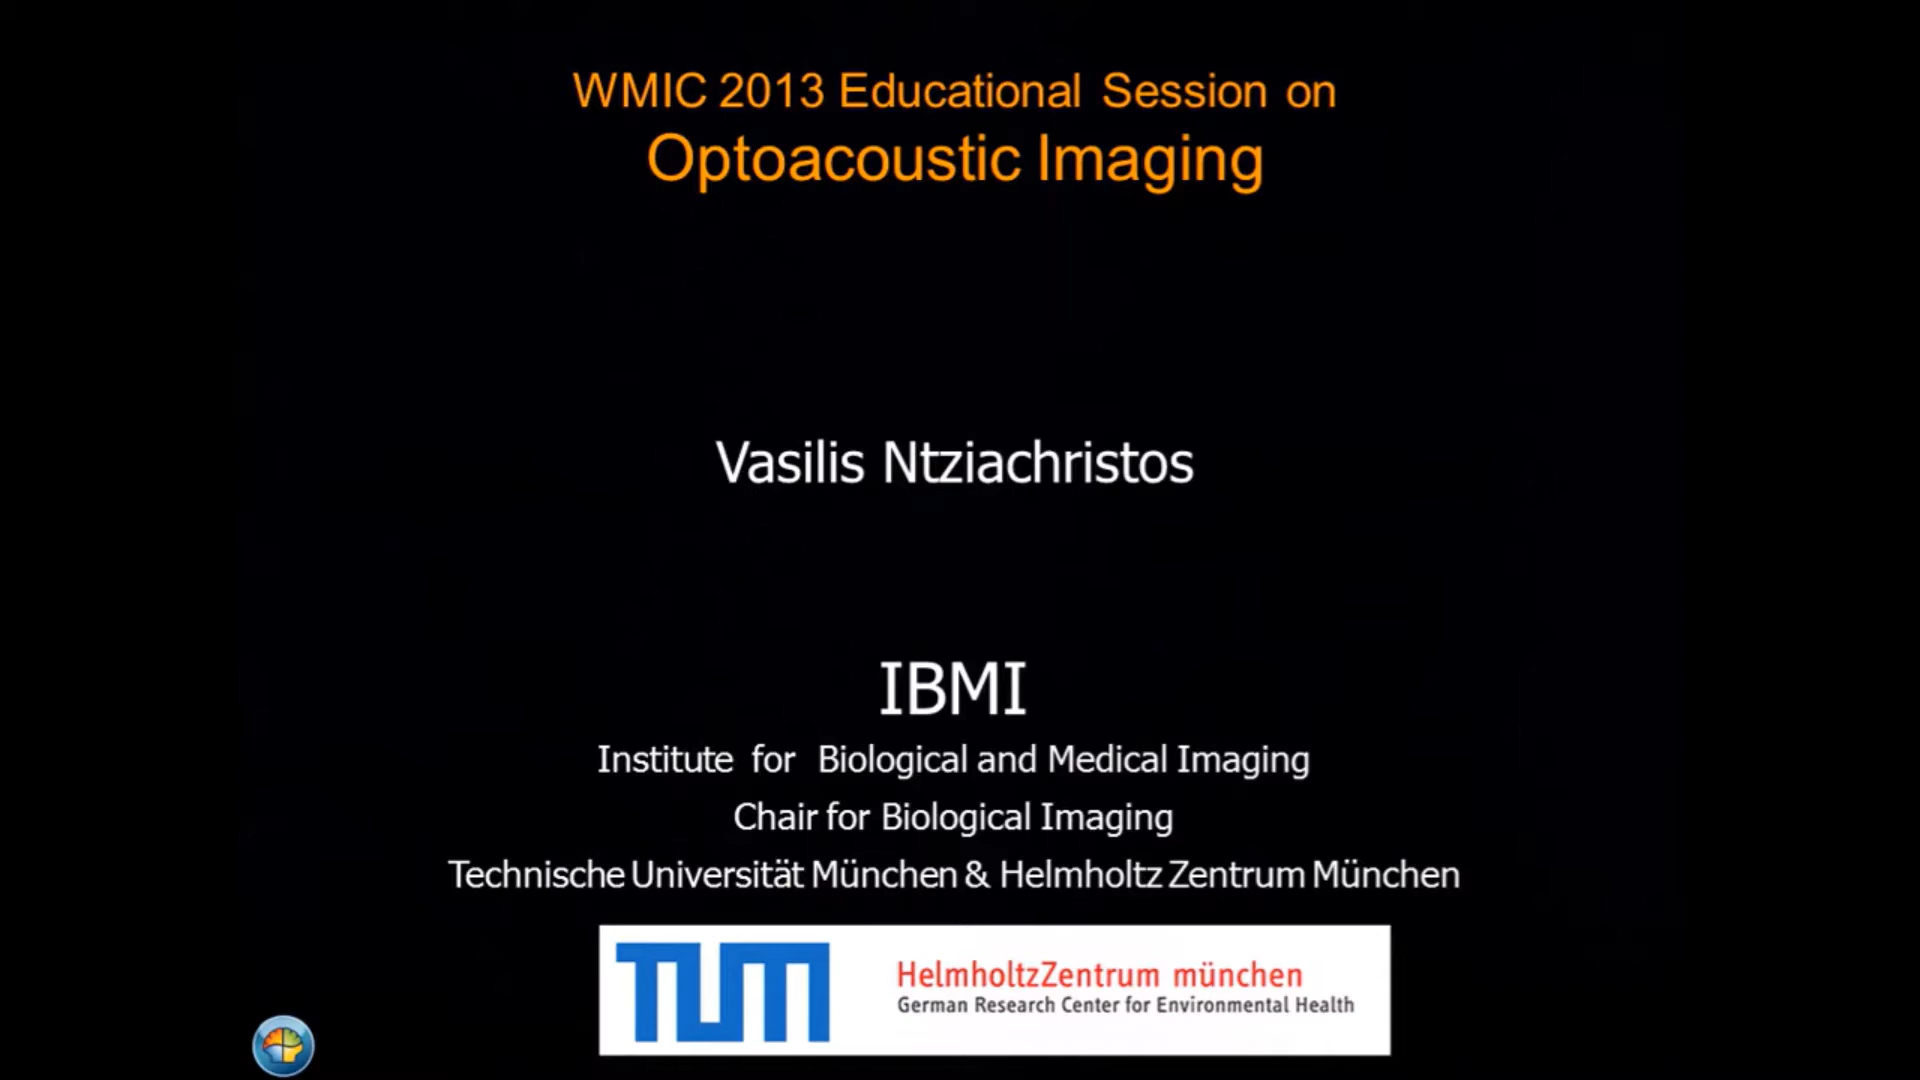 WMIC 2013 Educational Session on
Optoacoustic Imaging
Vasilis Ntziachristos
IBMI
Institute for Biological and Medical Imaging
Chair for Biological Imaging
Technische Universität München & Helmholtz Zentrum München
TUM
HelmholtzZentrum münchen
German Research Center for Environmental Health